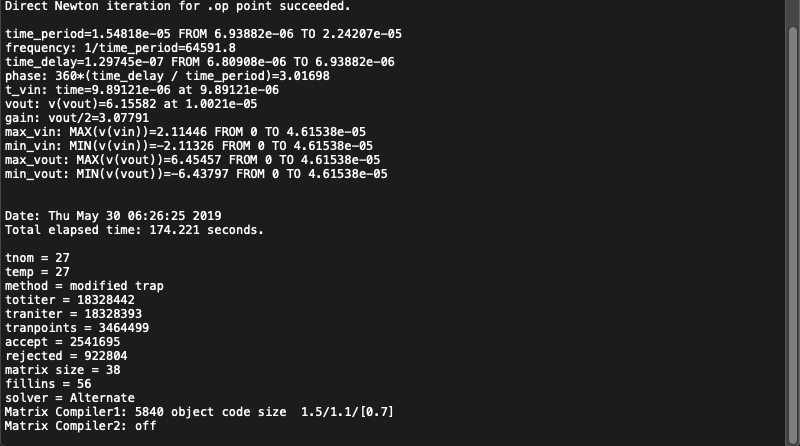 Direct Newton iteration for .op point succeeded.
time_period=1.54818e-05 FROM 6.93882e-06 TO 2.24207e-05
frequency: 1/time_period=64591.8
time_delay=1.29745e-07 FROM 6.80908e-06 TO 6.93882e-06
phase: 360*(time_delay / time_period)=3.01698
t_vin: time=9.89121e-06 at 9.89121e-06
vout: v(vout)=6.15582 at 1.0021e-05
gain: vout/2=3.07791
max_vin: MAX(v(vin))=2.11446 FROM 0 TO 4.61538e-05
min_vin: MIN(v(vin))=-2.11326 FROM 0 TO 4.61538e-05
max_vout: MAX(v(vout))=6.45457 FROM 0 TO 4.61538e-05
min_vout: MIN(v(vout))=-6.43797 FROM 0 TO 4.61538e-05
Date: Thu May 30 06:26:25 2019
Total elapsed time: 174.221 seconds.
tnom = 27
temp = 27
method = modified trap
totiter = 18328442
traniter = 18328393
tranpoints = 3464499
accept = 2541695
rejected = 922804
matrix size = 38
fillins = 56
solver = Alternate
Matrix Compiler1: 5840 object code size  1.5/1.1/[0.7]
Matrix Compiler2: off